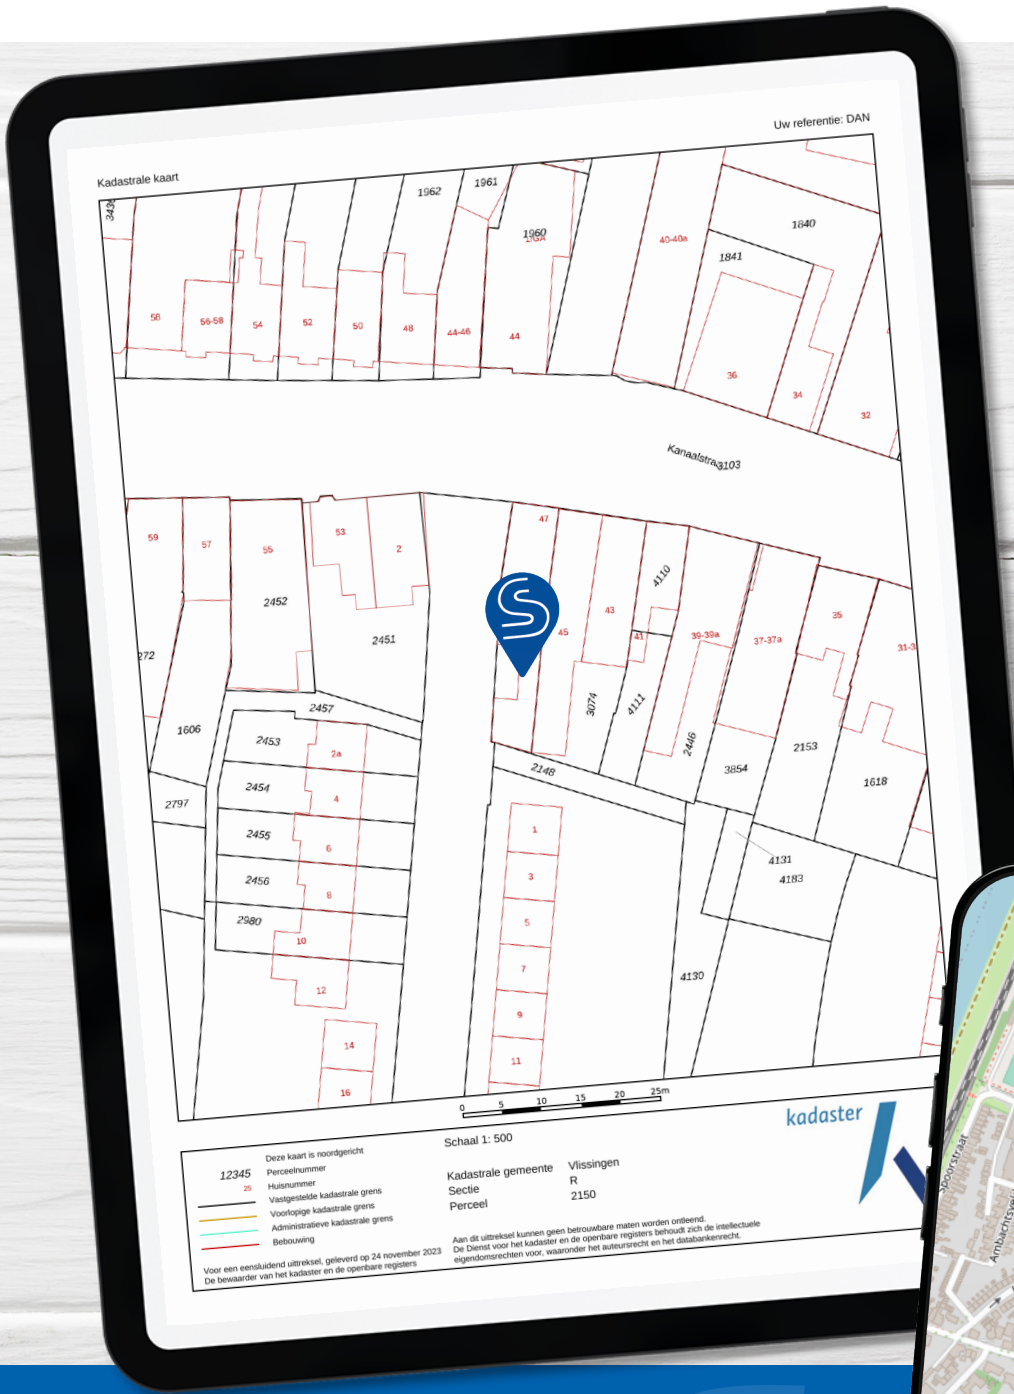 Uw referentie: DAN
Kadastrale kaart
3436
1962
1961
1960
1/GA
40-40a
1840
1841
58
56-58
54
52
50
48
44-46
44
36
34
32
Kanaalstra
3103
59
57
55
53
2
47
4110
2452
2451
45
43
41
39-39a
37-37a
35
31-3
272
1606
2457
3074
4111
2446
2153
2453
2a
2148
3854
1618
2454
4
2797
2455
6
1
4131
2456
8
3
4183
2980
10
5
12
7
4130
9
14
11
16
0 5 10 15 20 25m
Schaal 1: 500
kadaster
Deze kaart is noordgericht
12345 Perceelnummer
25 Huisnummer
Vastgestelde kadastrale grens
Voorlopige kadastrale grens
Administratieve kadastrale grens
Bebouwing
Kadastrale gemeente Vlissingen
Sectie R
Perceel 2150
Voor een eensluidend uittreksel, geleverd op 24 november 2023
De bewaarder van het kadaster en de openbare registers
Aan dit uittreksel kunnen geen betrouwbare maten worden ontleend.
De Dienst voor het kadaster en de openbare registers behoudt zich de intellectuele
eigendomsrechten voor, waaronder het auteursrecht en het databankenrecht.
Spoorstraat
Ambachtsvel